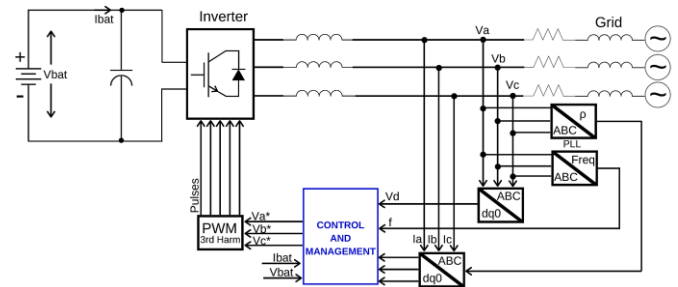 Ibat
Inverter
Va
Grid
+
Vbat
-
Vb
Vc
ρ
ABC
PLL
Freq
ABC
Pulses
Vd
ABC
dq0
PWM
3rd Harm
Va*
Vb*
Vc*
CONTROL
AND
MANAGEMENT
f
Ia Ib Ic
Ibat
Vbat
ABC
dq0